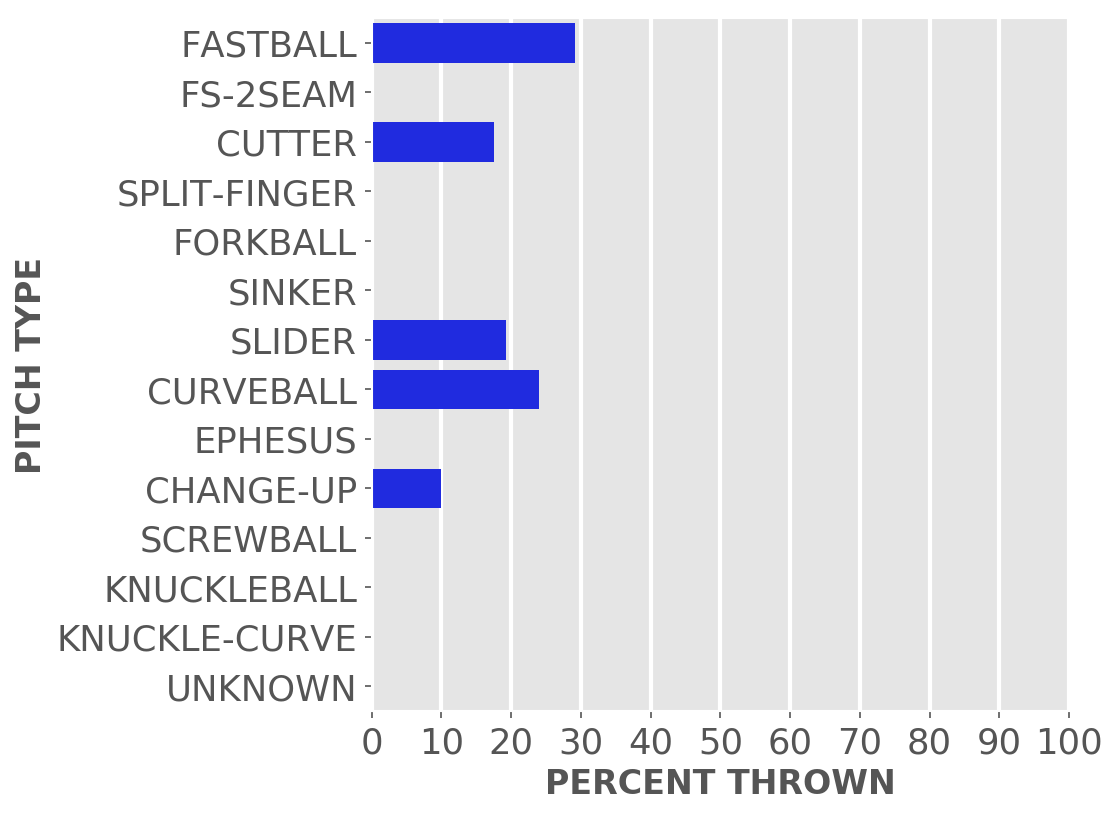 FASTBALL
FS-2SEAM
CUTTER
SPLIT-FINGER
FORKBALL
SINKER
SLIDER
CURVEBALL
EPHESUS
CHANGE-UP
SCREWBALL
KNUCKLEBALL
KNUCKLE-CURVE
UNKNOWN
PITCH TYPE
0 10 20 30 40 50 60 70 80 90 100
PERCENT THROWN